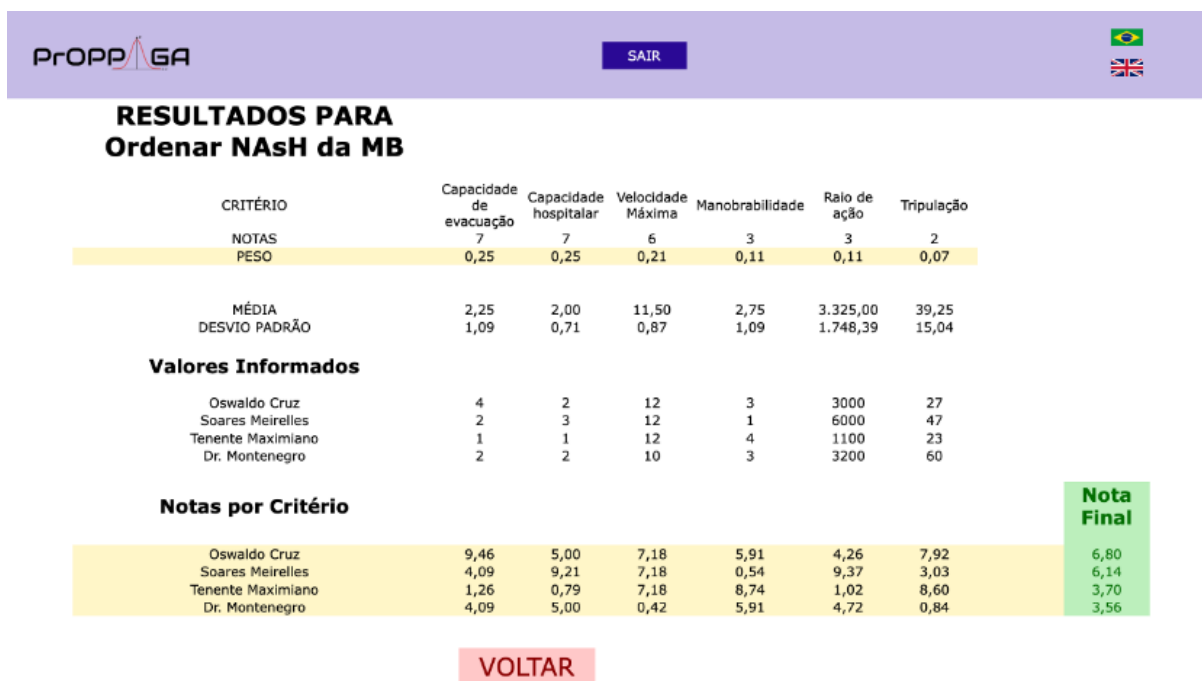 PrOPPAGA
SAIR
RESULTADOS PARA
Ordenar NAsH da MB
CRITÉRIO Capacidade de evacuação Capacidade hospitalar Velocidade Máxima Manobrabilidade Raio de ação Tripulação
NOTAS 7 7 6 3 3 2
PESO 0,25 0,25 0,21 0,11 0,11 0,07
MÉDIA 2,25 2,00 11,50 2,75 3.325,00 39,25
DESVIO PADRÃO 1,09 0,71 0,87 1,09 1.748,39 15,04
Valores Informados
Oswaldo Cruz 4 2 12 3 3000 27
Soares Meirelles 2 3 12 1 6000 47
Tenente Maximiano 1 1 12 4 1100 23
Dr. Montenegro 2 2 10 3 3200 60
Notas por Critério Nota Final
Oswaldo Cruz 9,46 5,00 7,18 5,91 4,26 7,92 6,80
Soares Meirelles 4,09 9,21 7,18 0,54 9,37 3,03 6,14
Tenente Maximiano 1,26 0,79 7,18 8,74 1,02 8,60 3,70
Dr. Montenegro 4,09 5,00 0,42 5,91 4,72 0,84 3,56
VOLTAR